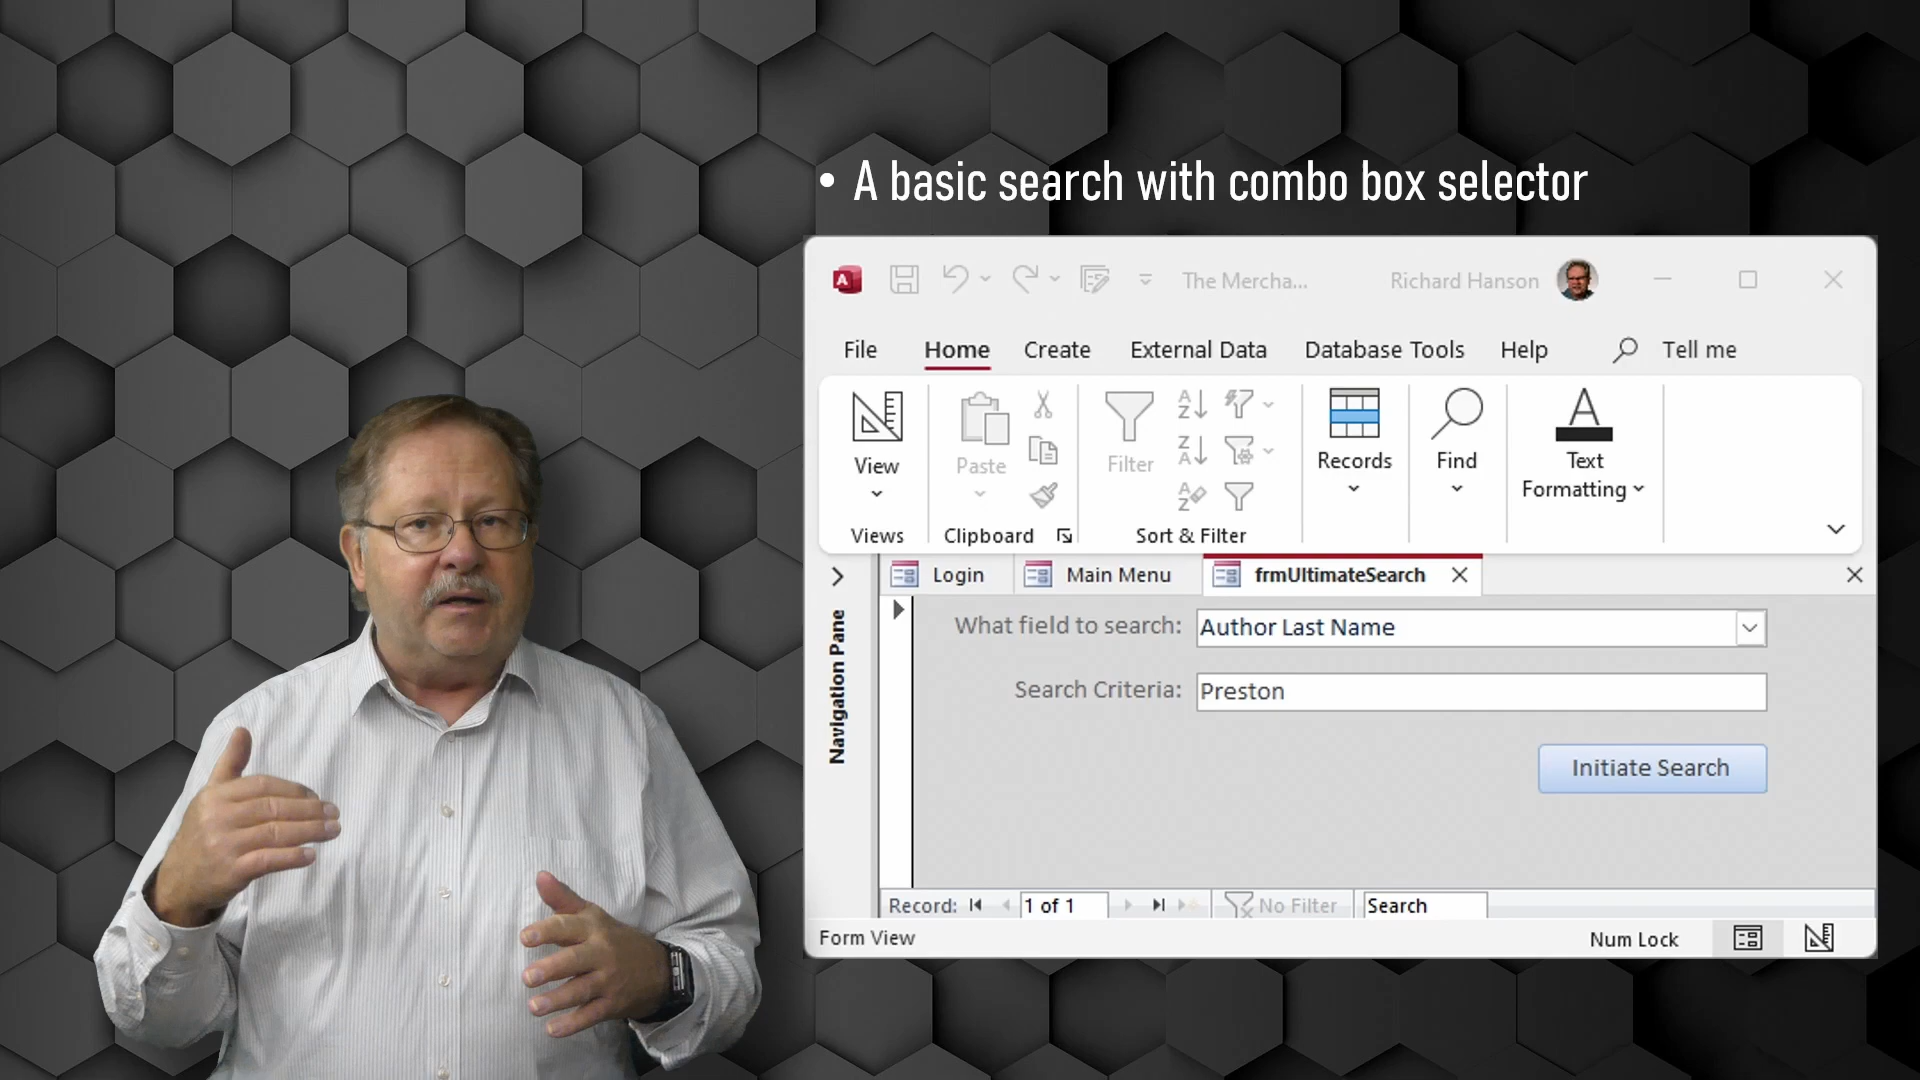 • A basic search with combo box selector
The Mercha... Richard Hanson
File Home Create External Data Database Tools Help Tell me
View Paste Filter Records Find Text Formatting
Views Clipboard Sort & Filter
Login Main Menu frmUltimateSearch
Navigation Pane
What field to search: Author Last Name
Search Criteria: Preston
Initiate Search
Record: 1 of 1 No Filter Search
Form View Num Lock